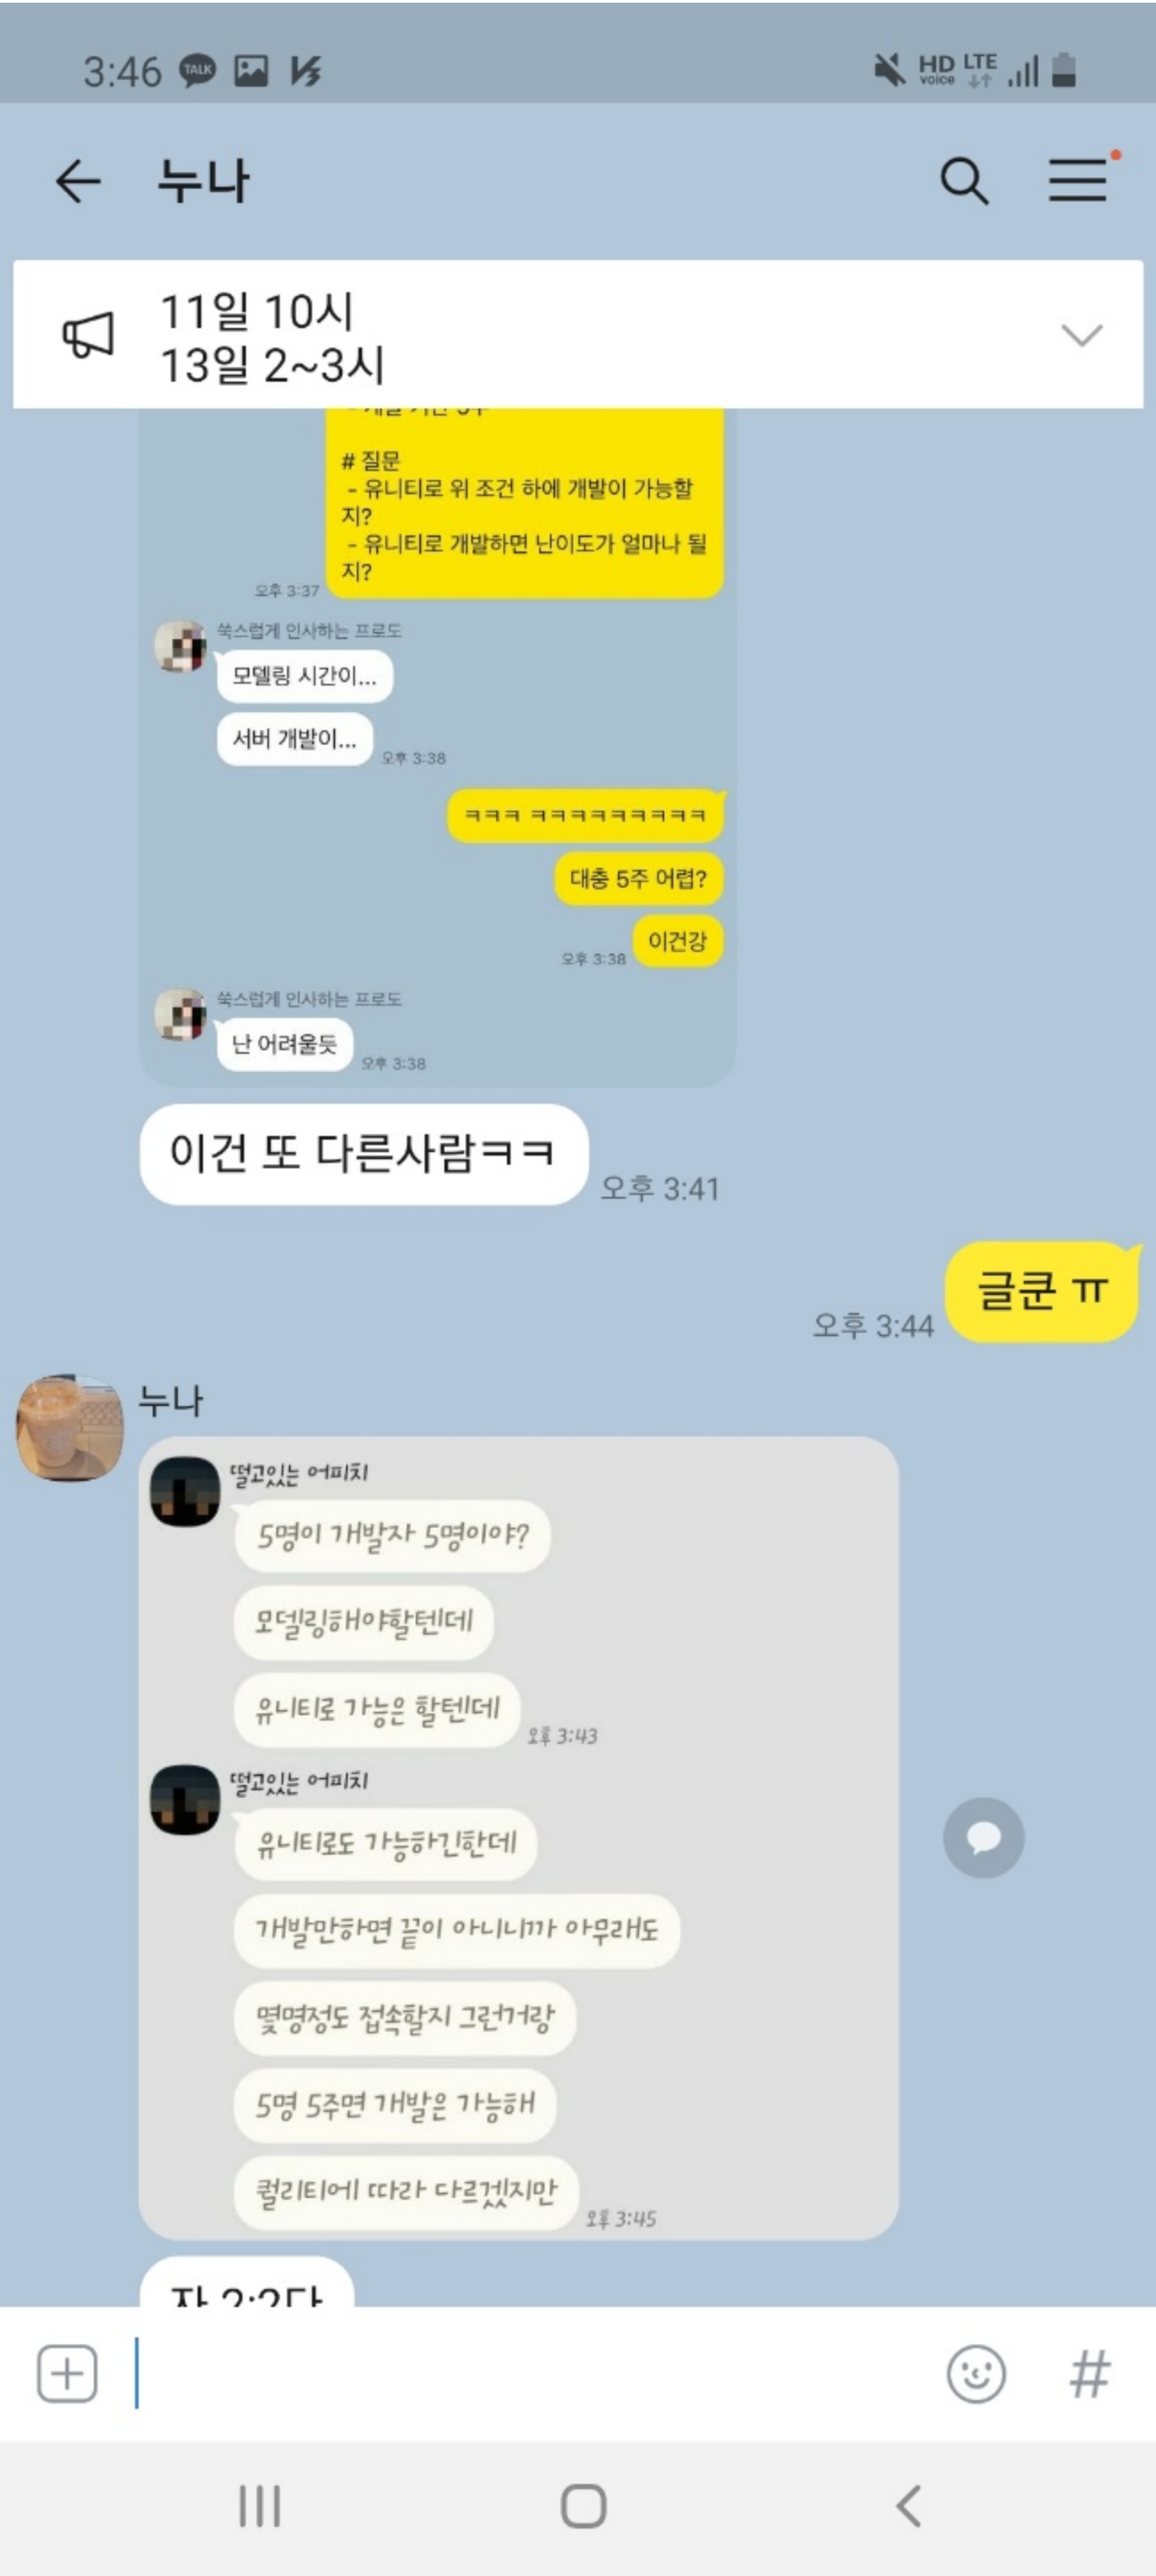 3:46 TALK HD voice LTE
누나
11일 10시
13일 2~3시
# 질문
- 유니티로 위 조건 하에 개발이 가능할
지?
- 유니티로 개발하면 난이도가 얼마나 될
지?
오후 3:37
쑥스럽게 인사하는 프로도
모델링 시간이...
서버 개발이...
오후 3:38
ㅋㅋㅋ ㅋㅋㅋㅋㅋㅋㅋㅋㅋ
대충 5주 어렵?
이건강
오후 3:38
쑥스럽게 인사하는 프로도
난 어려울듯
오후 3:38
이건 또 다른사람ㅋㅋ
오후 3:41
글쿤 ㅠ
오후 3:44
누나
떨고있는 어피치
5명이 개발자 5명이야?
모델링해야할텐데
유니티로 가능은 할텐데
오후 3:43
떨고있는 어피치
유니티로도 가능하긴한데
개발만하면 끝이 아니니까 아무래도
몇명정도 접속할지 그런거랑
5명 5주면 개발은 가능해
퀄리티에 따라 다르겠지만
오후 3:45
자 2:2다
#